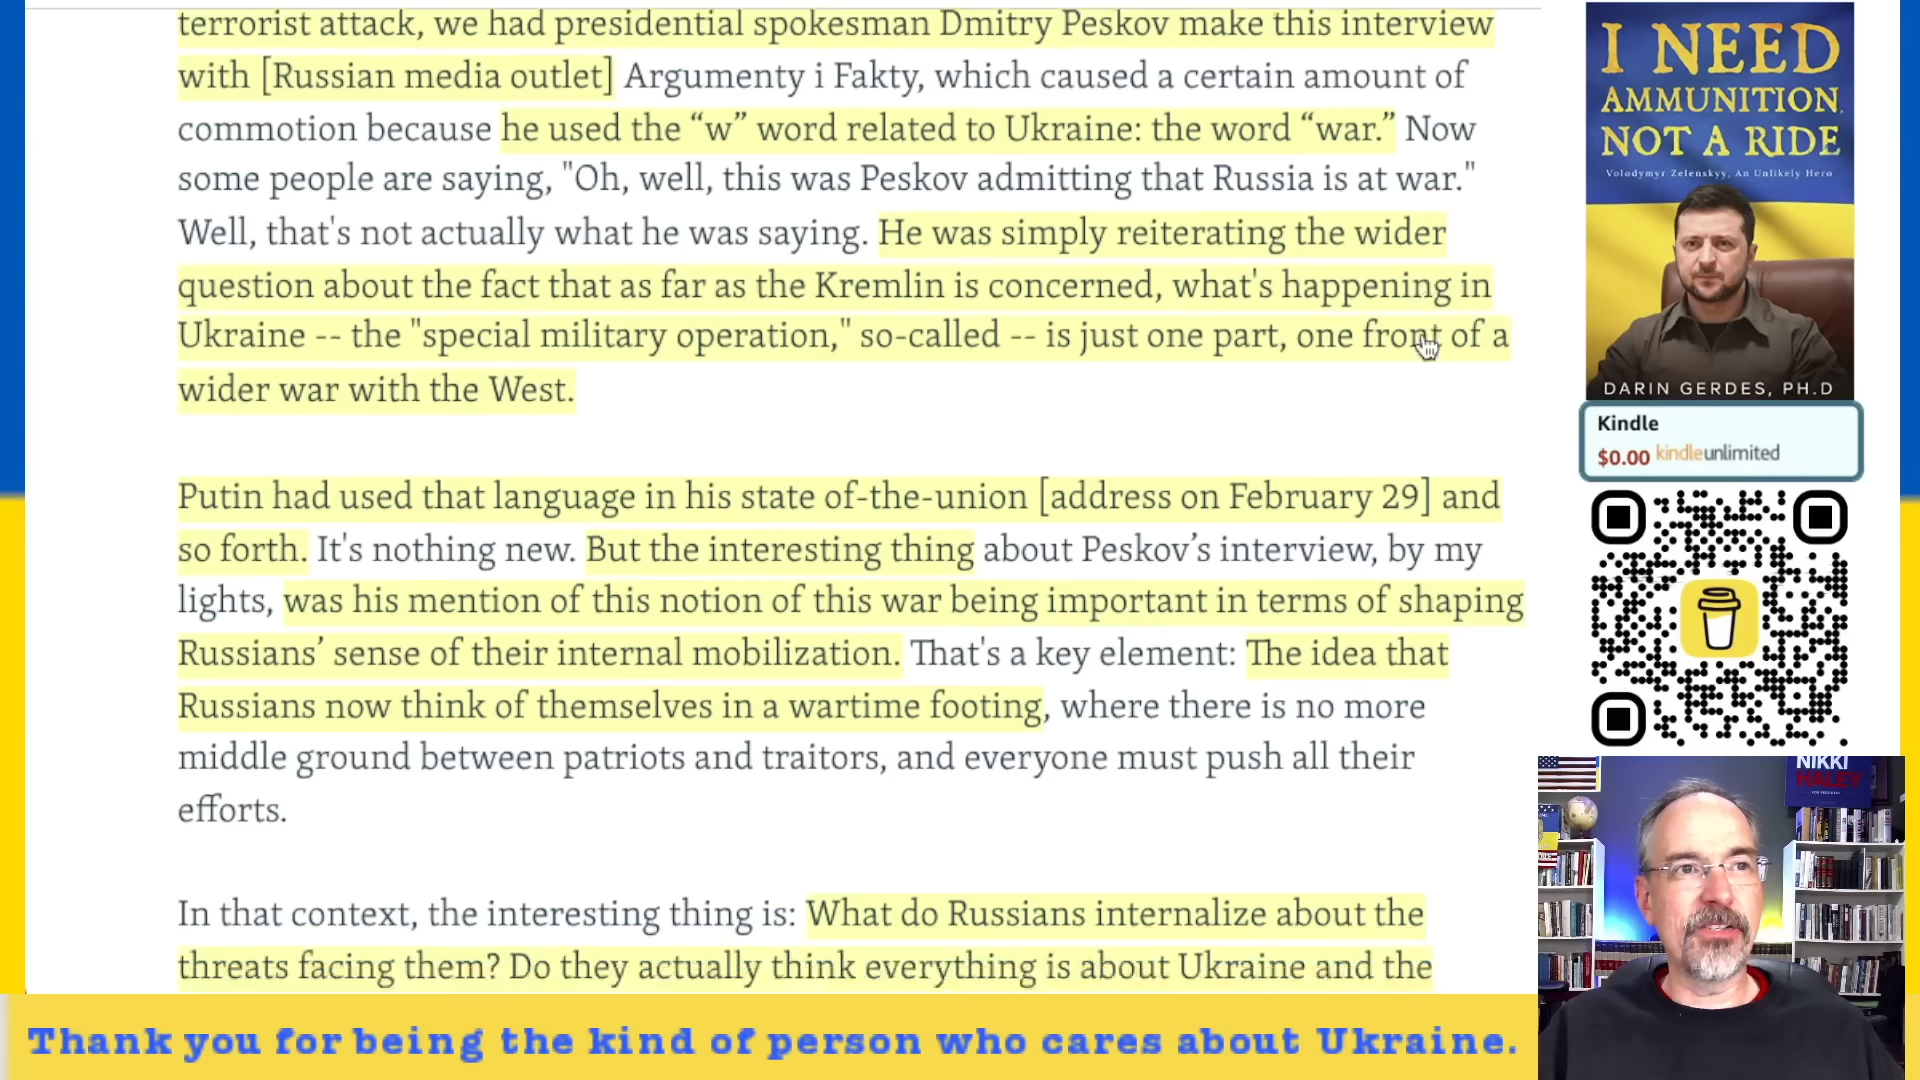 terrorist attack, we had presidential spokesman Dmitry Peskov make this interview
with [Russian media outlet] Argumenty i Fakty, which caused a certain amount of
commotion because he used the “w” word related to Ukraine: the word “war.” Now
some people are saying, "Oh, well, this was Peskov admitting that Russia is at war."
Well, that's not actually what he was saying. He was simply reiterating the wider
question about the fact that as far as the Kremlin is concerned, what's happening in
Ukraine -- the "special military operation," so-called -- is just one part, one front of a
wider war with the West.
Putin had used that language in his state of-the-union [address on February 29] and
so forth. It's nothing new. But the interesting thing about Peskov’s interview, by my
lights, was his mention of this notion of this war being important in terms of shaping
Russians’ sense of their internal mobilization. That's a key element: The idea that
Russians now think of themselves in a wartime footing, where there is no more
middle ground between patriots and traitors, and everyone must push all their
efforts.
In that context, the interesting thing is: What do Russians internalize about the
threats facing them? Do they actually think everything is about Ukraine and the
I NEED
AMMUNITION,
NOT A RIDE
Volodymyr Zelenskyy, An Unlikely Hero
DARIN GERDES, PH.D
Kindle
$0.00 kindleunlimited
NIKKI
HALEY
FOR PRESIDENT
Thank you for being the kind of person who cares about Ukraine.